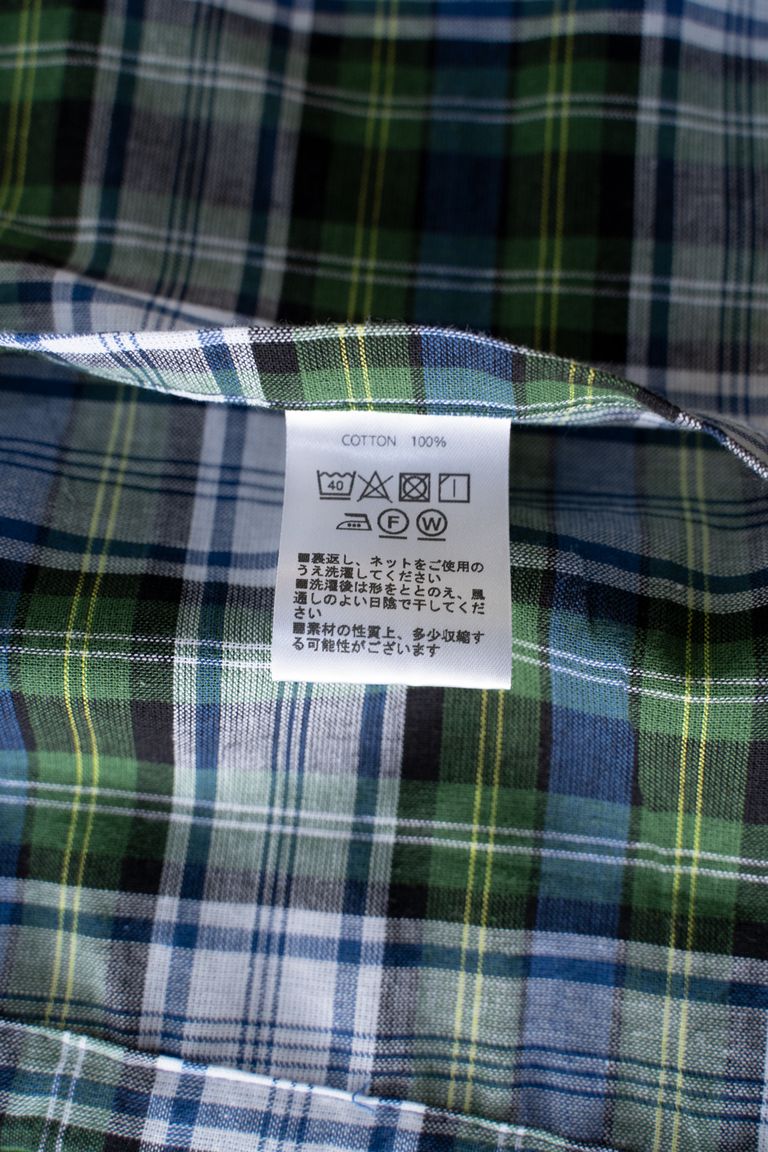 COTTON 100%
40
F W
■裏返し、ネットをご使用の
うえ洗濯してください
■洗濯後は形をととのえ、風
通しのよい日陰で干してくだ
さい
■素材の性質上、多少収縮す
る可能性がございます